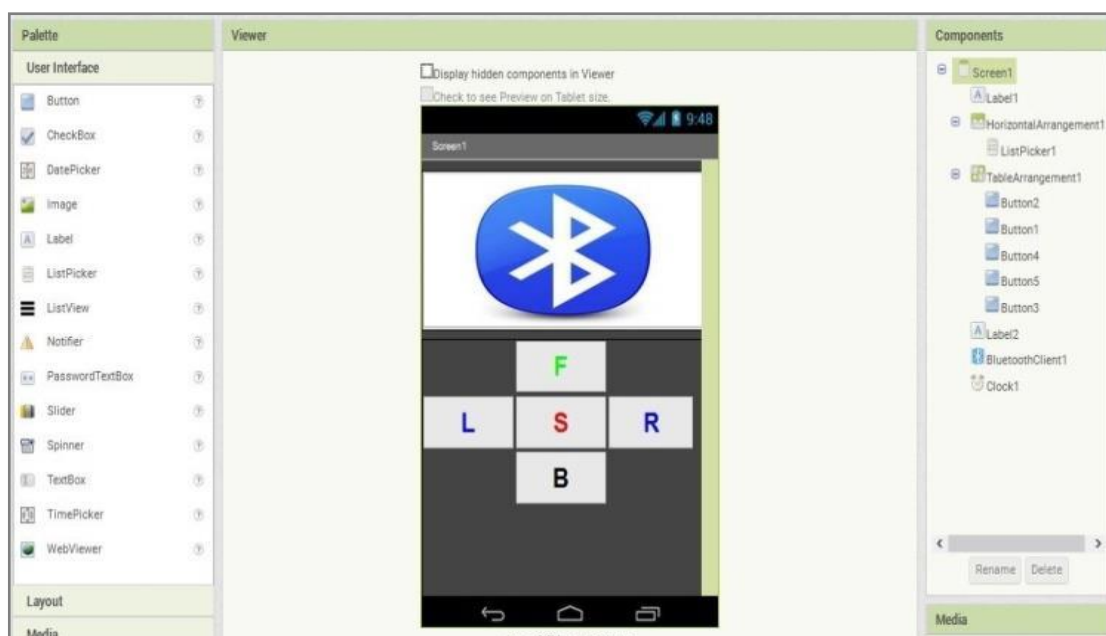 Palette
User Interface
Button
CheckBox
DatePicker
Image
Label
ListPicker
ListView
Notifier
PasswordTextBox
Slider
Spinner
TextBox
TimePicker
WebViewer
Layout
Media
Viewer
Display hidden components in Viewer
Check to see Preview on Tablet size.
9:48
Screen1
F
L S R
B
Components
Screen1
Label1
HorizontalArrangement1
ListPicker1
TableArrangement1
Button2
Button1
Button4
Button5
Button3
Label2
BluetoothClient1
Clock1
Rename Delete
Media